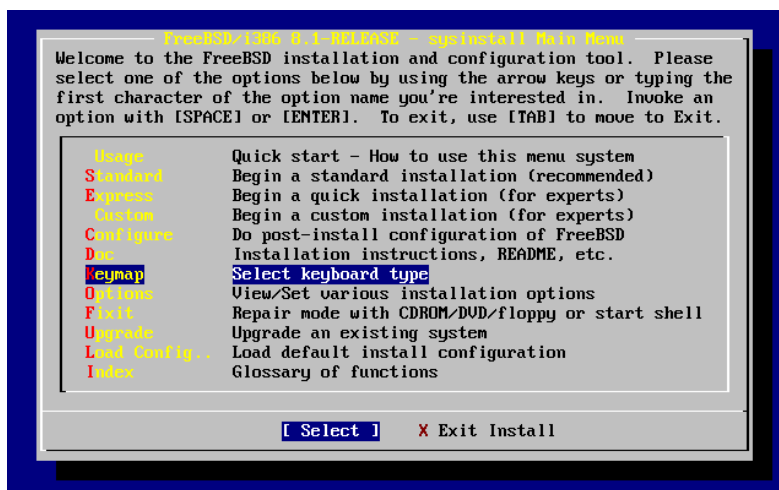 FreeBSD/i386 8.1-RELEASE - sysinstall Main Menu
Welcome to the FreeBSD installation and configuration tool.  Please
select one of the options below by using the arrow keys or typing the
first character of the option name you're interested in.  Invoke an
option with [SPACE] or [ENTER].  To exit, use [TAB] to move to Exit.
Usage Quick start - How to use this menu system
Standard Begin a standard installation (recommended)
Express Begin a quick installation (for experts)
Custom Begin a custom installation (for experts)
Configure Do post-install configuration of FreeBSD
Doc Installation instructions, README, etc.
Keymap Select keyboard type
Options View/Set various installation options
Fixit Repair mode with CDROM/DVD/floppy or start shell
Upgrade Upgrade an existing system
Load Config.. Load default install configuration
Index Glossary of functions
[ Select ] X Exit Install